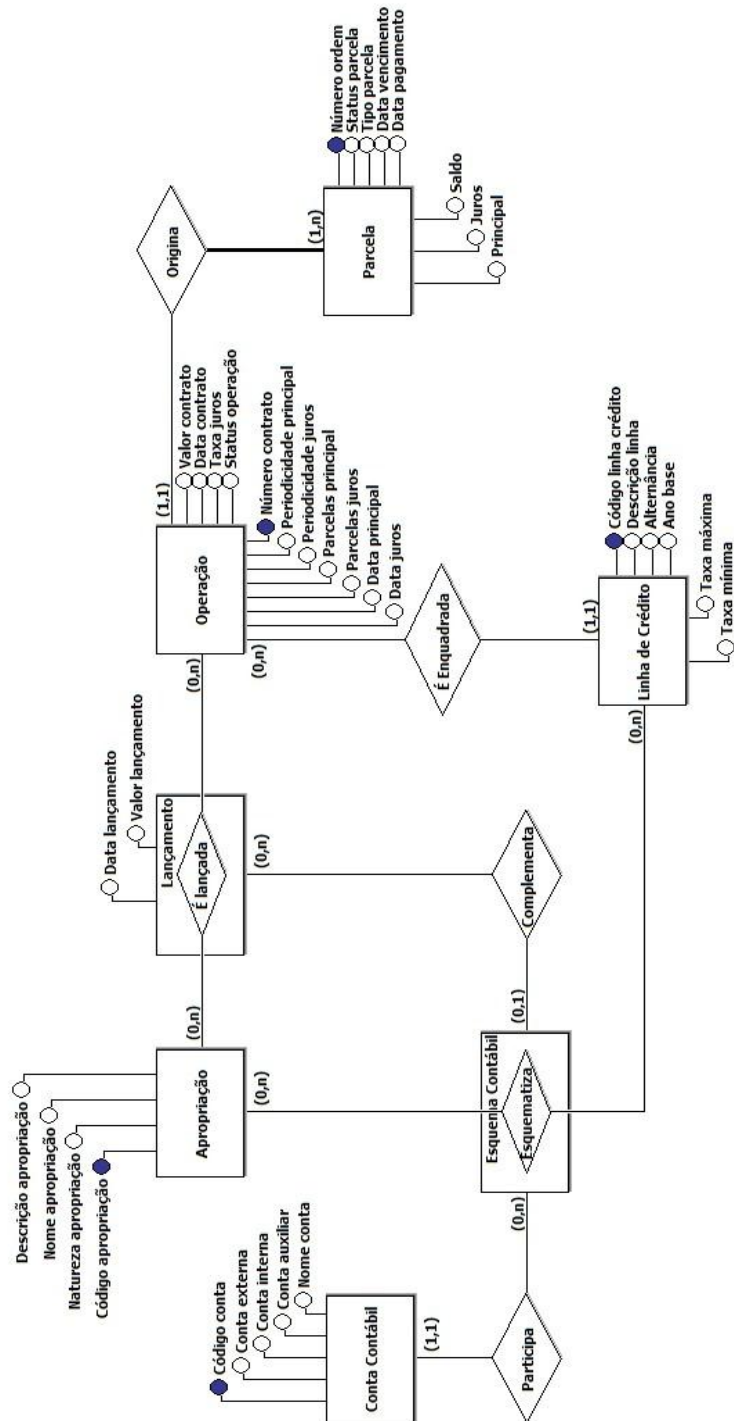 Descrição apropriação
Nome apropriação
Natureza apropriação
Código apropriação
Apropriação
(0,n)
(0,n)
Data lançamento
Valor lançamento
Lançamento
É lançada
(0,n)
(0,n)
Operação
(1,1)
Valor contrato
Data contrato
Taxa juros
Status operação
Número contrato
Periodicidade principal
Periodicidade juros
Parcelas principal
Parcelas juros
Data principal
Data juros
(0,n)
Origina
(1,n)
Parcela
Número ordem
Status parcela
Tipo parcela
Data vencimento
Data pagamento
Saldo
Juros
Principal
Código conta
Conta externa
Conta interna
Conta auxiliar
Nome conta
Conta Contábil
(1,1)
Participa
(0,n)
Esquema Contábil
Esquematiza
(0,1)
Complementa
É Enquadrada
(1,1)
(0,n)
Linha de Crédito
Código linha crédito
Descrição linha
Alternância
Ano base
Taxa máxima
Taxa mínima